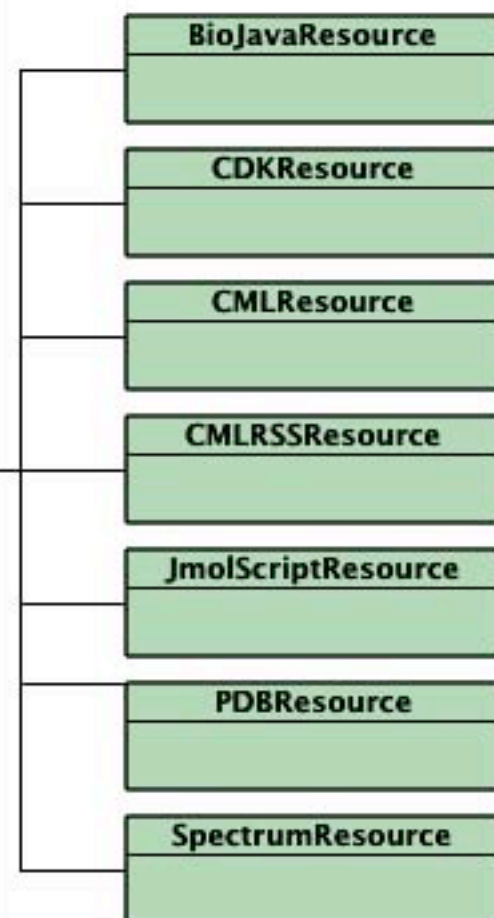 BioJavaResource
CDKResource
CMLResource
CMLRSSResource
JmolScriptResource
PDBResource
SpectrumResource